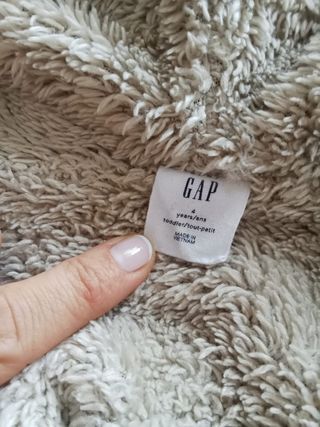 GAP
4
years/ans
toddler/tout-petit
MADE IN
VIETNAM